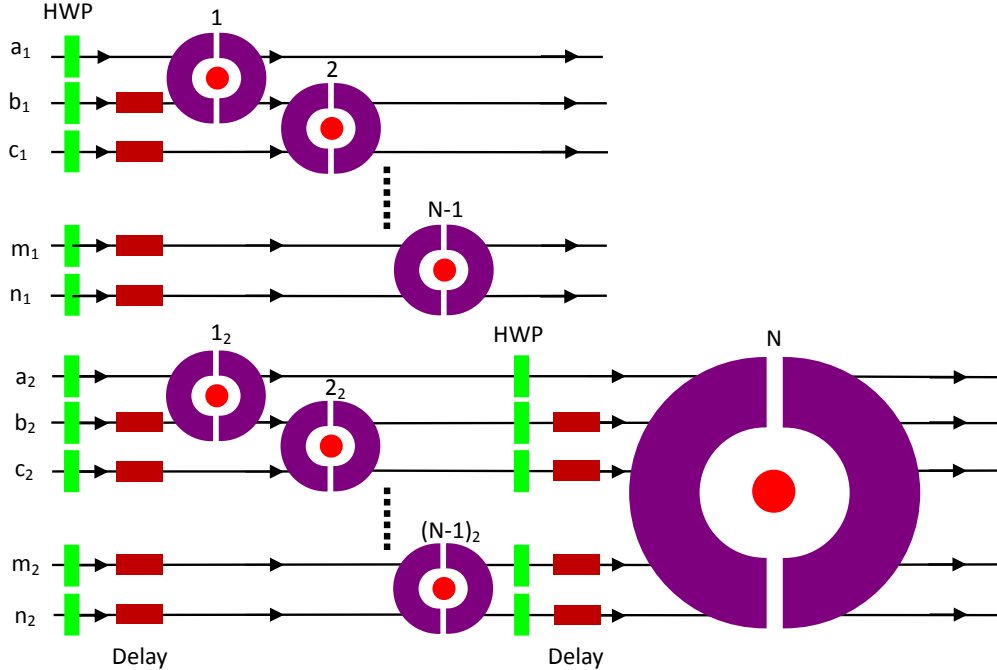 HWP
1
a₁
2
b₁
c₁
N-1
m₁
n₁
1₂
HWP
N
a₂
2₂
b₂
c₂
(N-1)₂
m₂
n₂
Delay
Delay